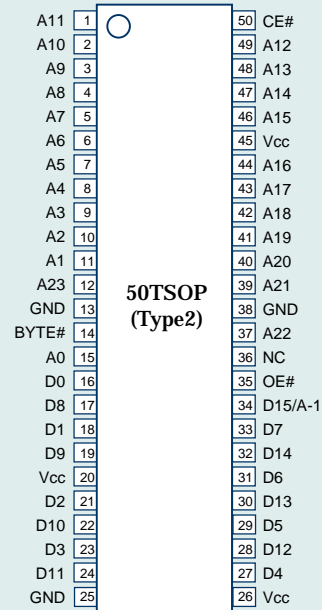 A11 1 50 CE#
A10 2 49 A12
A9 3 48 A13
A8 4 47 A14
A7 5 46 A15
A6 6 45 Vcc
A5 7 44 A16
A4 8 43 A17
A3 9 42 A18
A2 10 41 A19
A1 11 40 A20
A23 12 39 A21
50TSOP
GND 13 38 GND
(Type2)
BYTE# 14 37 A22
A0 15 36 NC
D0 16 35 OE#
D8 17 34 D15/A-1
D1 18 33 D7
D9 19 32 D14
Vcc 20 31 D6
D2 21 30 D13
D10 22 29 D5
D3 23 28 D12
D11 24 27 D4
GND 25 26 Vcc